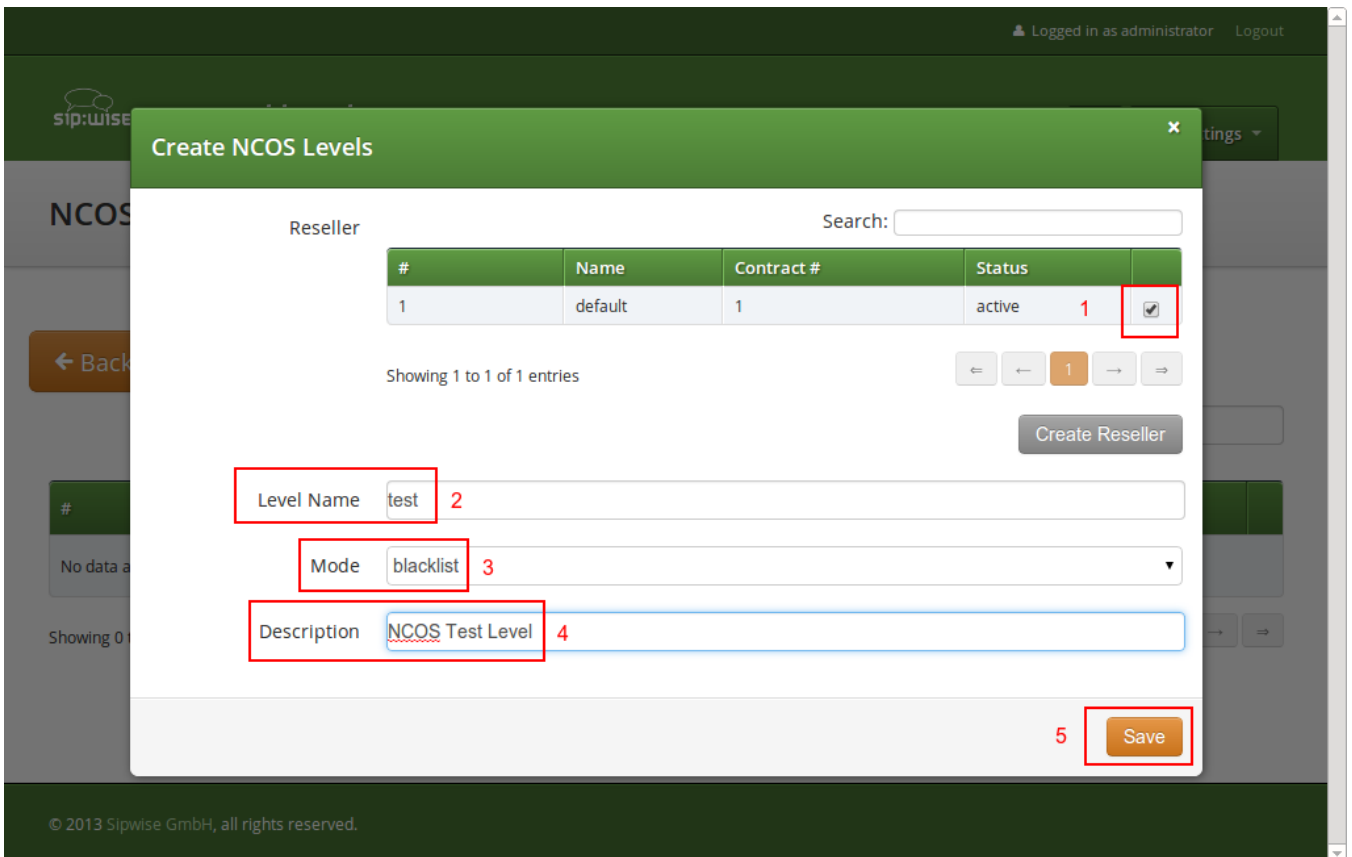 Logged in as administrator Logout
sip:wise
tings
Create NCOS Levels ×
NCOS
Reseller
Search:
# Name Contract # Status
1 default 1 active 1
← Back
Showing 1 to 1 of 1 entries
⇐ ← 1 → ⇒
Create Reseller
Level Name test 2
#
Mode blacklist 3
No data a
Description NCOS Test Level 4
Showing 0 t
→ ⇒
5 Save
© 2013 Sipwise GmbH, all rights reserved.